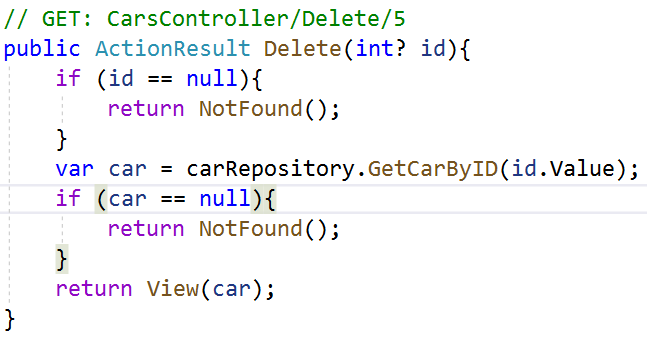 // GET: CarsController/Delete/5
public ActionResult Delete(int? id){
    if (id == null){
        return NotFound();
    }
    var car = carRepository.GetCarByID(id.Value);
    if (car == null){
        return NotFound();
    }
    return View(car);
}